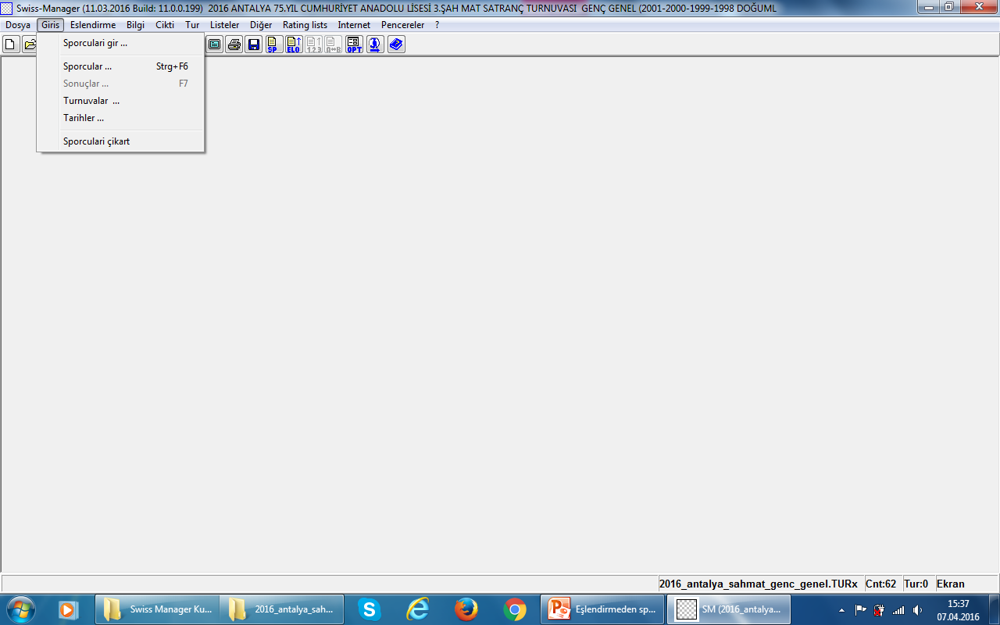 Swiss-Manager (11.03.2016 Build: 11.0.0.199)  2016 ANTALYA 75.YIL CUMHURİYET ANADOLU LİSESİ 3.ŞAH MAT SATRANÇ TURNUVASI  GENÇ GENEL (2001-2000-1999-1998 DOĞUML
Dosya Giris Eslendirme Bilgi Cikti Tur Listeler Diğer Rating lists Internet Pencereler ?
SP ELO 1.2.3 A↔B OPT
Sporculari gir ...
Sporcular ... Strg+F6
Sonuçlar ... F7
Turnuvalar ...
Tarihler ...
Sporculari çikart
2016_antalya_sahmat_genc_genel.TURx Cnt:62 Tur:0 Ekran
Swiss Manager Ku... 2016_antalya_sah... Eşlendirmeden sp... SM (2016_antalya... 15:37
07.04.2016